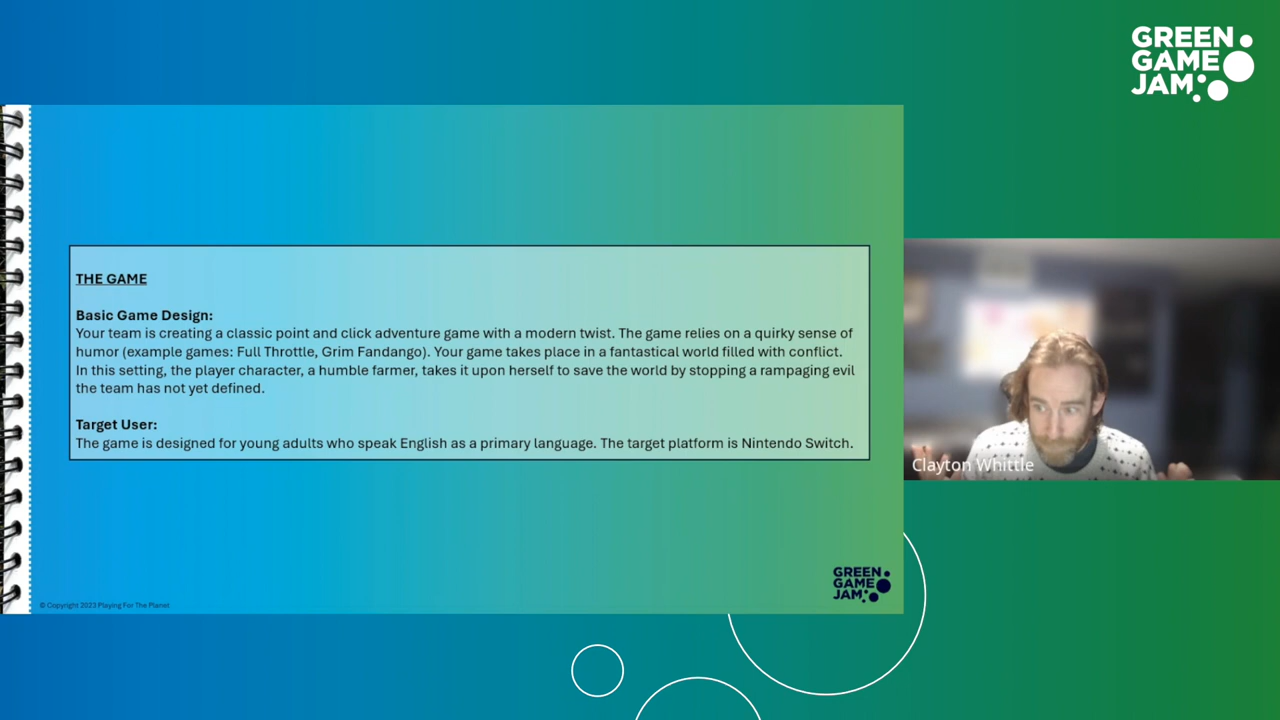 GREEN
GAME
JAM
THE GAME
Basic Game Design:
Your team is creating a classic point and click adventure game with a modern twist. The game relies on a quirky sense of
humor (example games: Full Throttle, Grim Fandango). Your game takes place in a fantastical world filled with conflict.
In this setting, the player character, a humble farmer, takes it upon herself to save the world by stopping a rampaging evil
the team has not yet defined.
Target User:
The game is designed for young adults who speak English as a primary language. The target platform is Nintendo Switch.
Clayton Whittle
GREEN
GAME
JAM
© Copyright 2023 Playing For The Planet